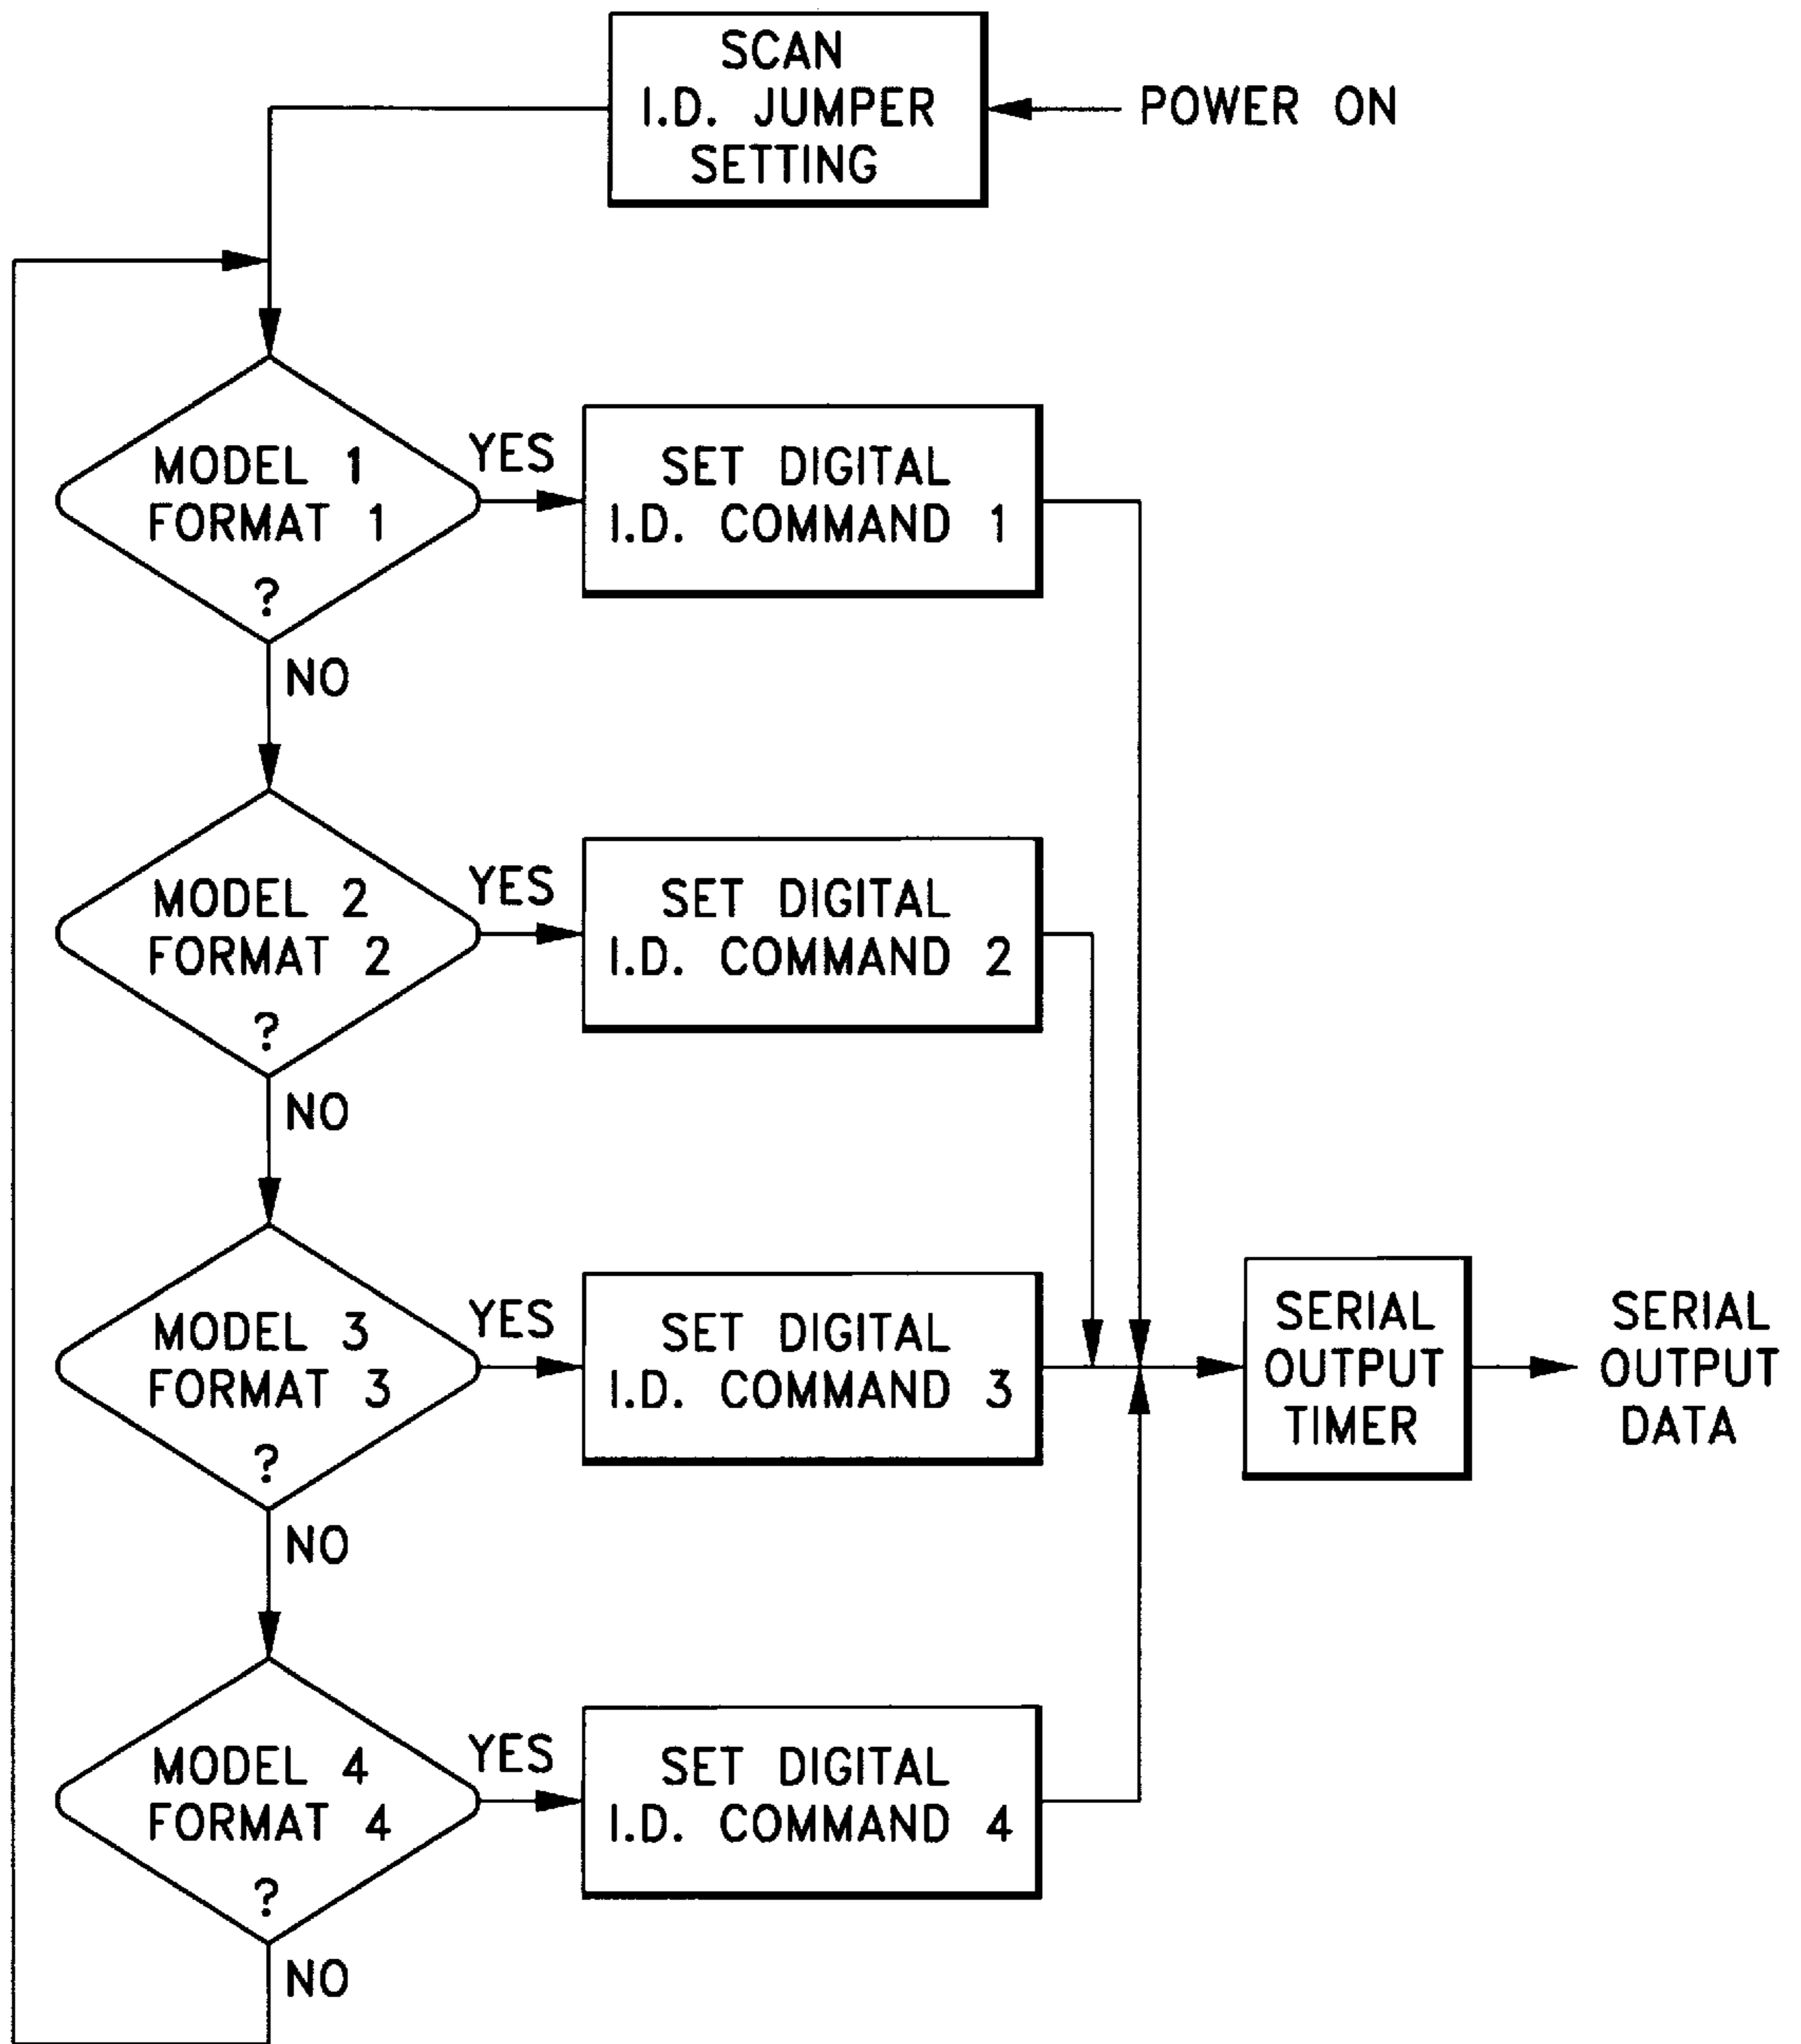 SCAN
I.D. JUMPER
SETTING
POWER ON
MODEL 1
FORMAT 1
?
YES
SET DIGITAL
I.D. COMMAND 1
NO
MODEL 2
FORMAT 2
?
YES
SET DIGITAL
I.D. COMMAND 2
NO
MODEL 3
FORMAT 3
?
YES
SET DIGITAL
I.D. COMMAND 3
SERIAL
OUTPUT
TIMER
SERIAL
OUTPUT
DATA
NO
MODEL 4
FORMAT 4
?
YES
SET DIGITAL
I.D. COMMAND 4
NO